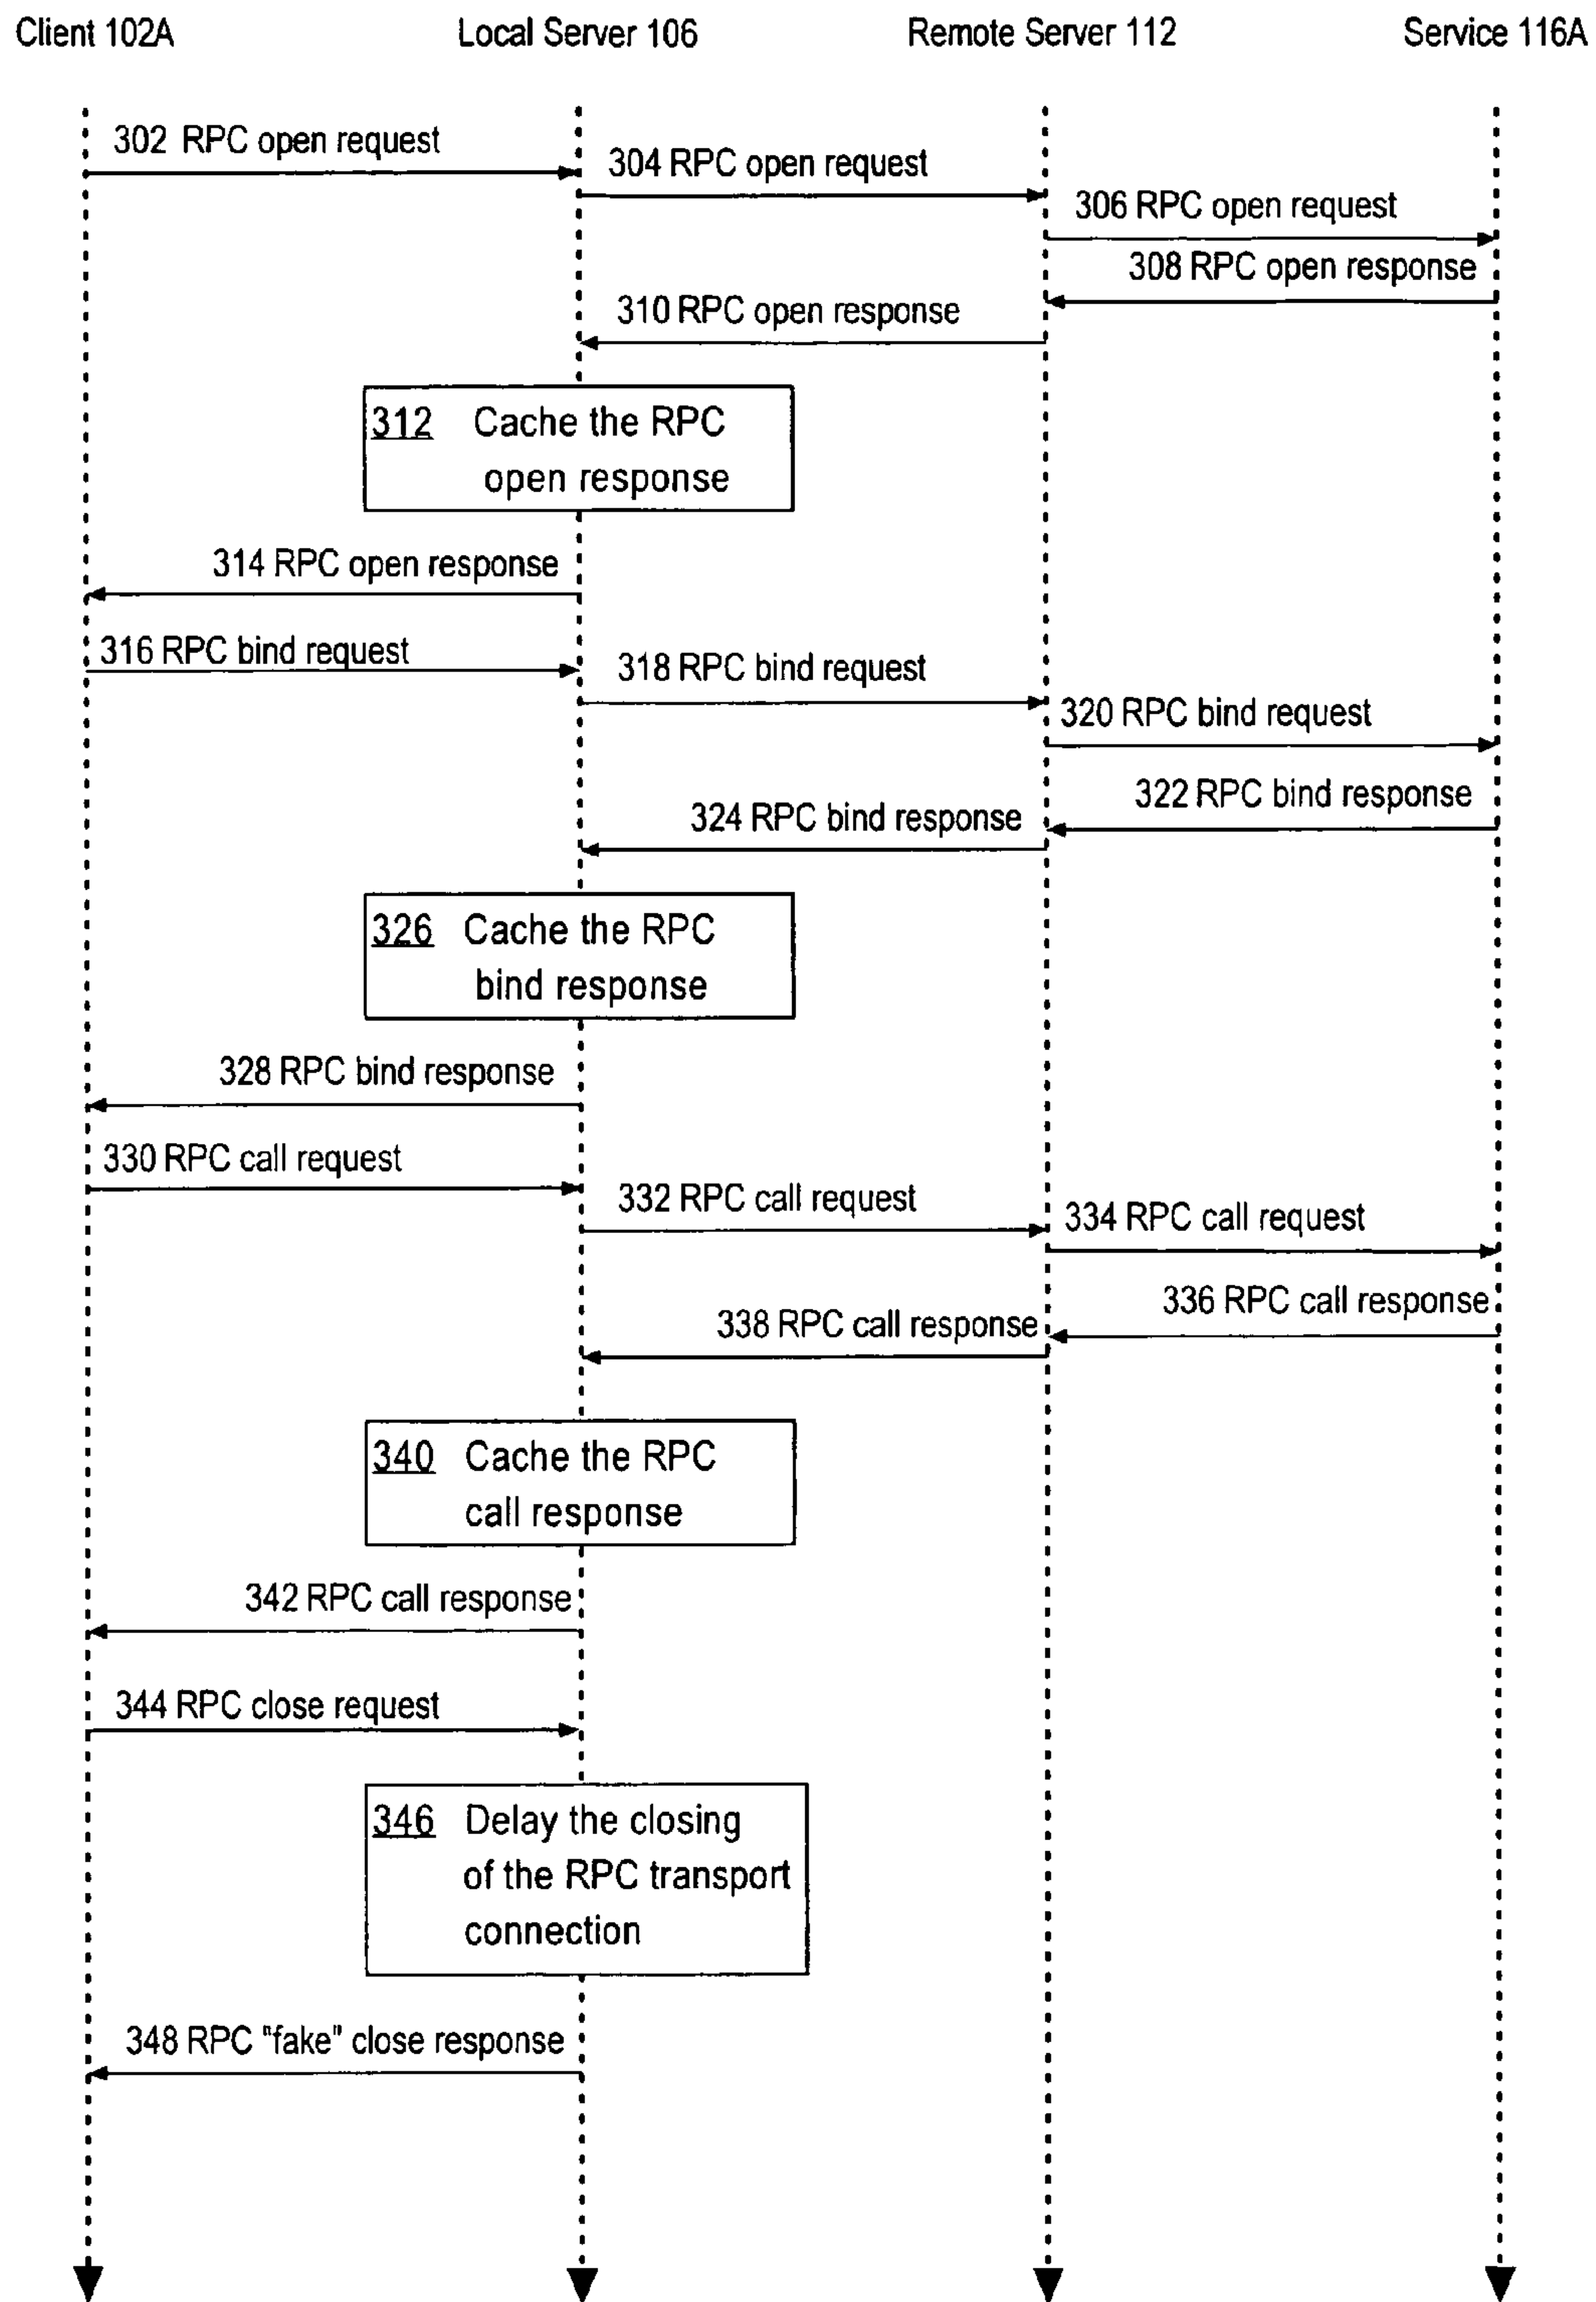 Client 102A
Local Server 106
Remote Server 112
Service 116A
302 RPC open request
304 RPC open request
306 RPC open request
308 RPC open response
310 RPC open response
312 Cache the RPC
open response
314 RPC open response
316 RPC bind request
318 RPC bind request
320 RPC bind request
322 RPC bind response
324 RPC bind response
326 Cache the RPC
bind response
328 RPC bind response
330 RPC call request
332 RPC call request
334 RPC call request
336 RPC call response
338 RPC call response
340 Cache the RPC
call response
342 RPC call response
344 RPC close request
346 Delay the closing
of the RPC transport
connection
348 RPC "fake" close response